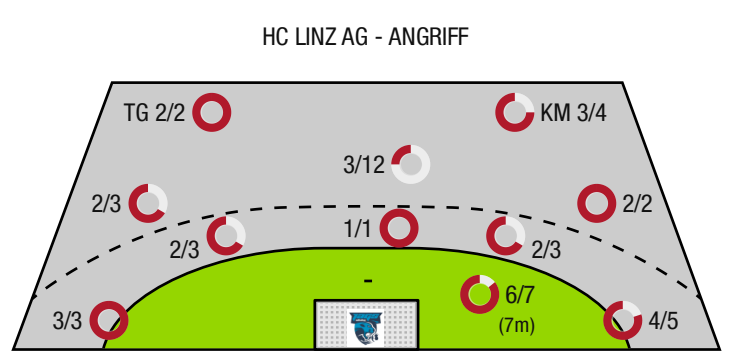 HC LINZ AG - ANGRIFF
TG 2/2
KM 3/4
3/12
2/3
2/2
2/3
1/1
2/3
-
6/7
(7m)
3/3
4/5